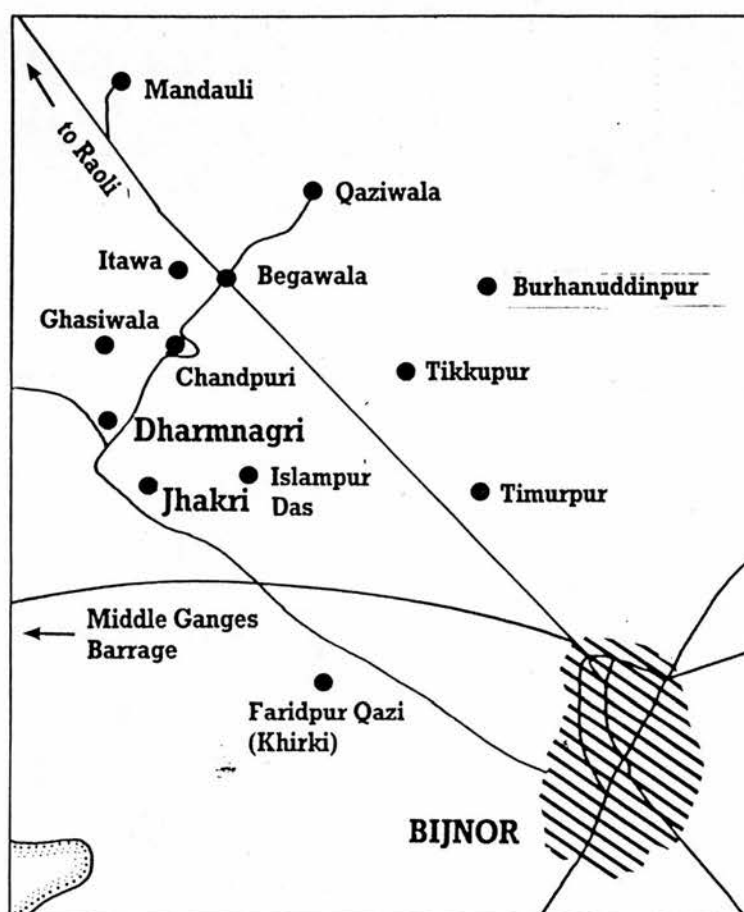 Mandauli
to Raoli
Qaziwala
Itawa
Begawala
Burhanuddinpur
Ghasiwala
Chandpuri
Tikkupur
Dharmnagri
Jhakri
Islampur
Das
Timurpur
Middle Ganges
Barrage
Faridpur Qazi
(Khirki)
BIJNOR